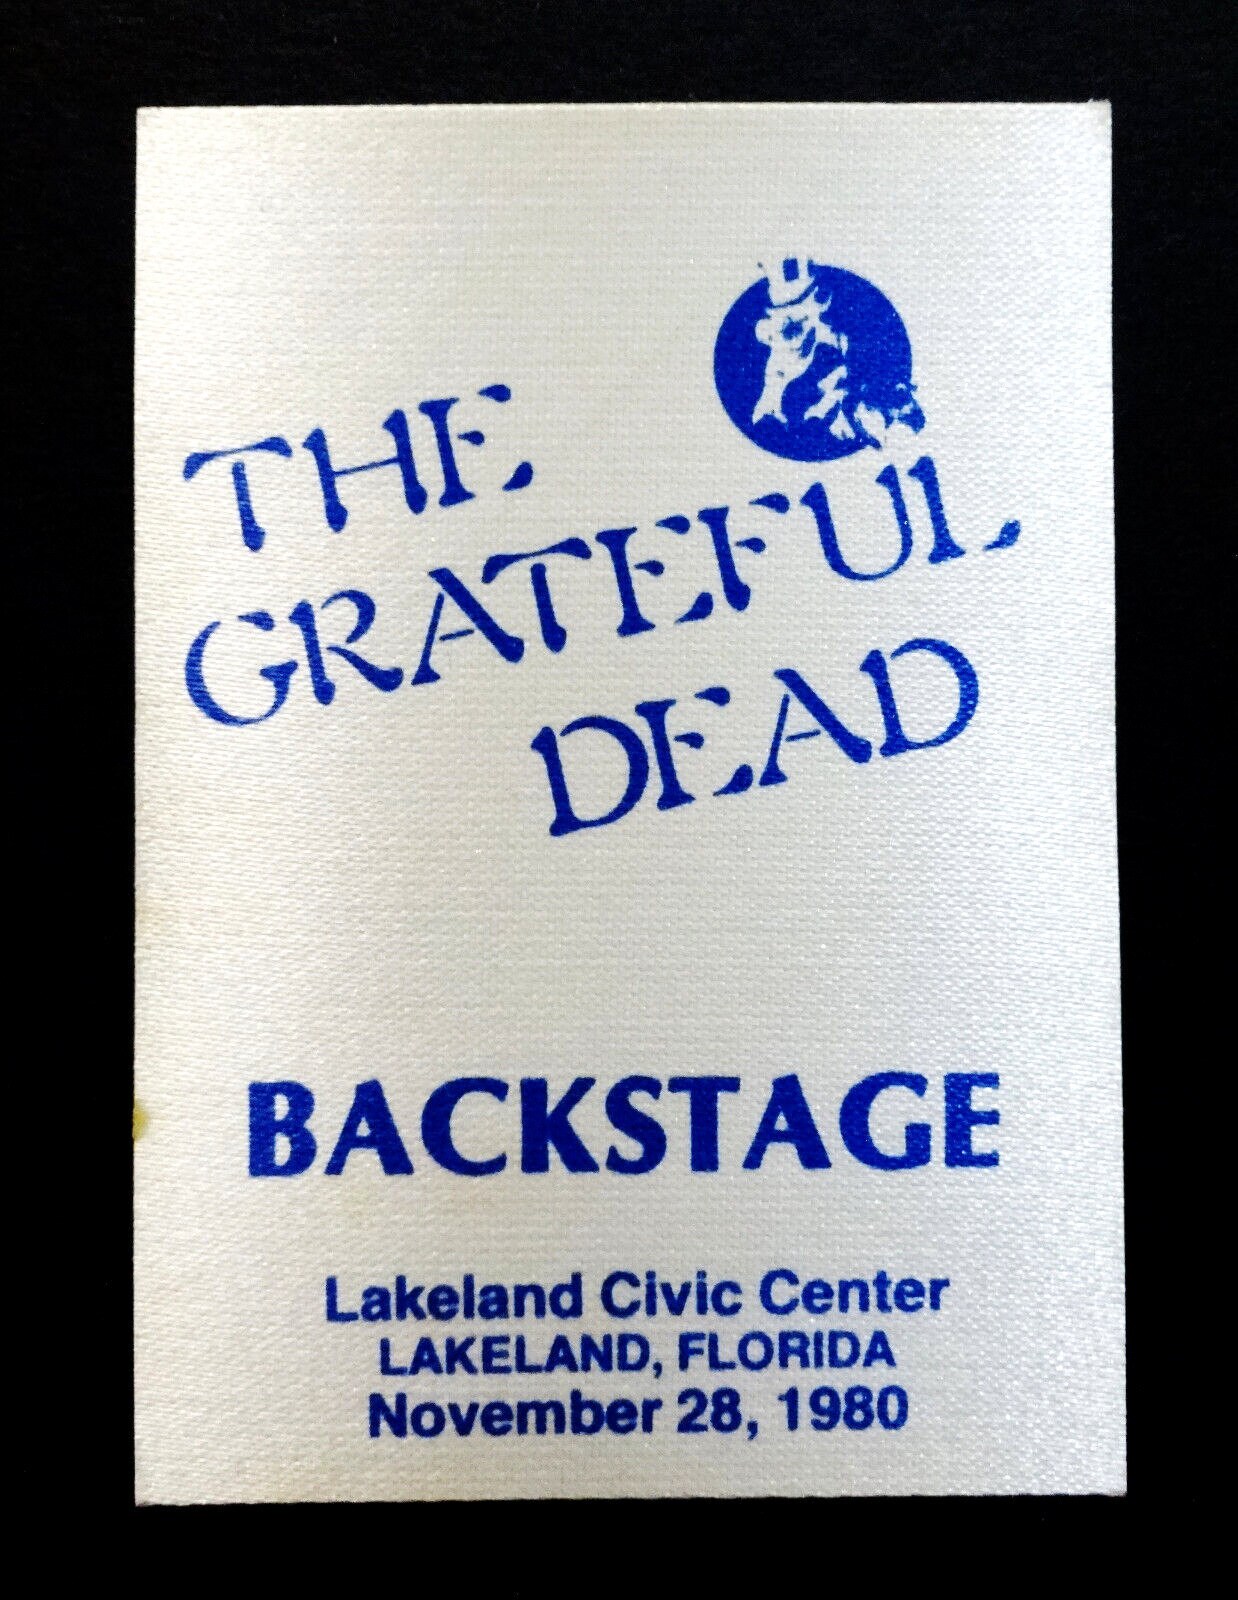 THE
GRATEFUL
DEAD
BACKSTAGE
Lakeland Civic Center
LAKELAND, FLORIDA
November 28, 1980